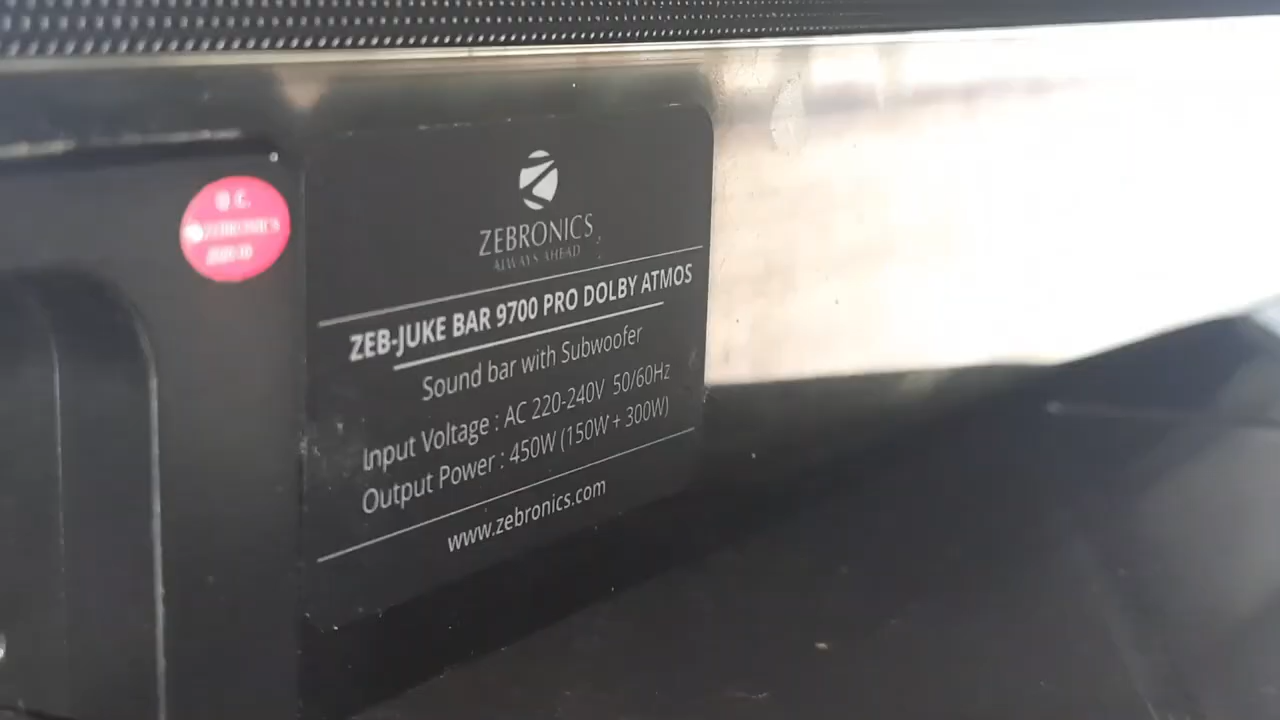 Q.C.
ZEBRONICS
ZEBRONICS
ALWAYS AHEAD
ZEB-JUKE BAR 9700 PRO DOLBY ATMOS
Sound bar with Subwoofer
Input Voltage : AC 220-240V 50/60Hz
Output Power : 450W (150W + 300W)
www.zebronics.com